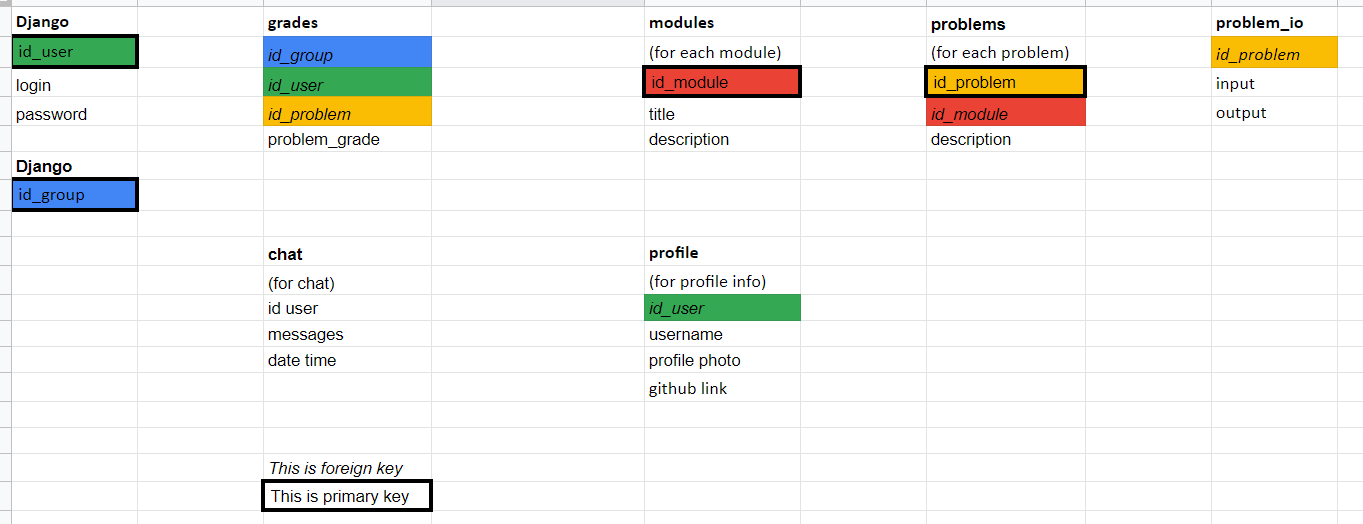 Django
id_user
login
password
Django
id_group
grades
id_group
id_user
id_problem
problem_grade
modules
(for each module)
id_module
title
description
problems
(for each problem)
id_problem
id_module
description
problem_io
id_problem
input
output
chat
(for chat)
id user
messages
date time
profile
(for profile info)
id_user
username
profile photo
github link
This is foreign key
This is primary key